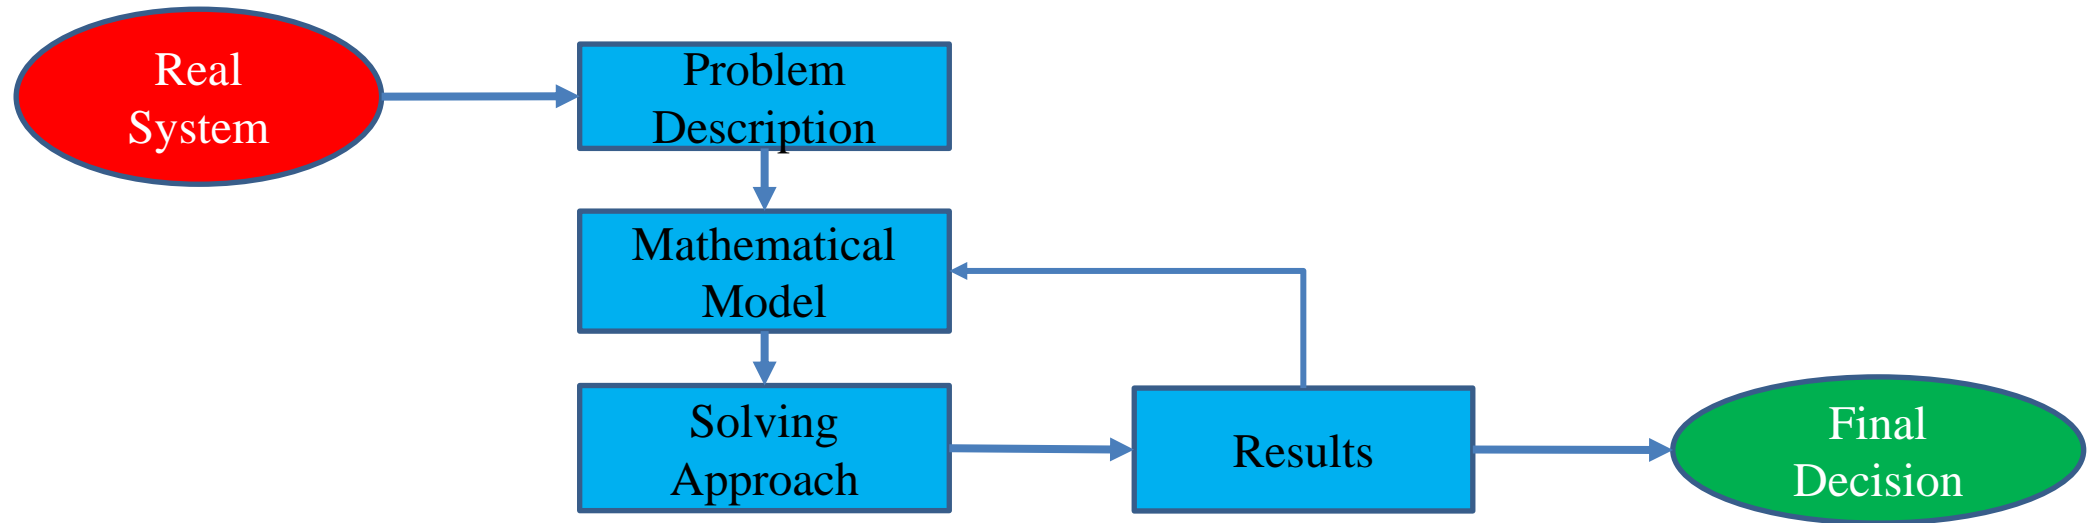 Real
System
Problem
Description
Mathematical
Model
Solving
Approach
Results
Final
Decision